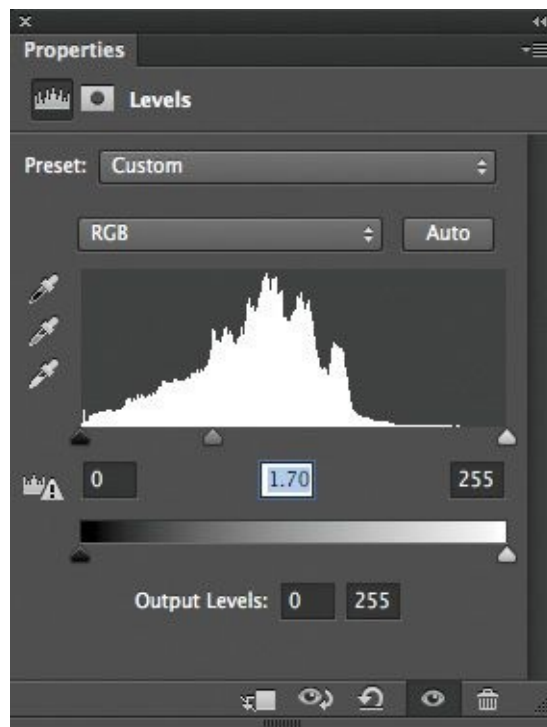 Properties
Levels
Preset: Custom
RGB Auto
0 1.70 255
Output Levels: 0 255